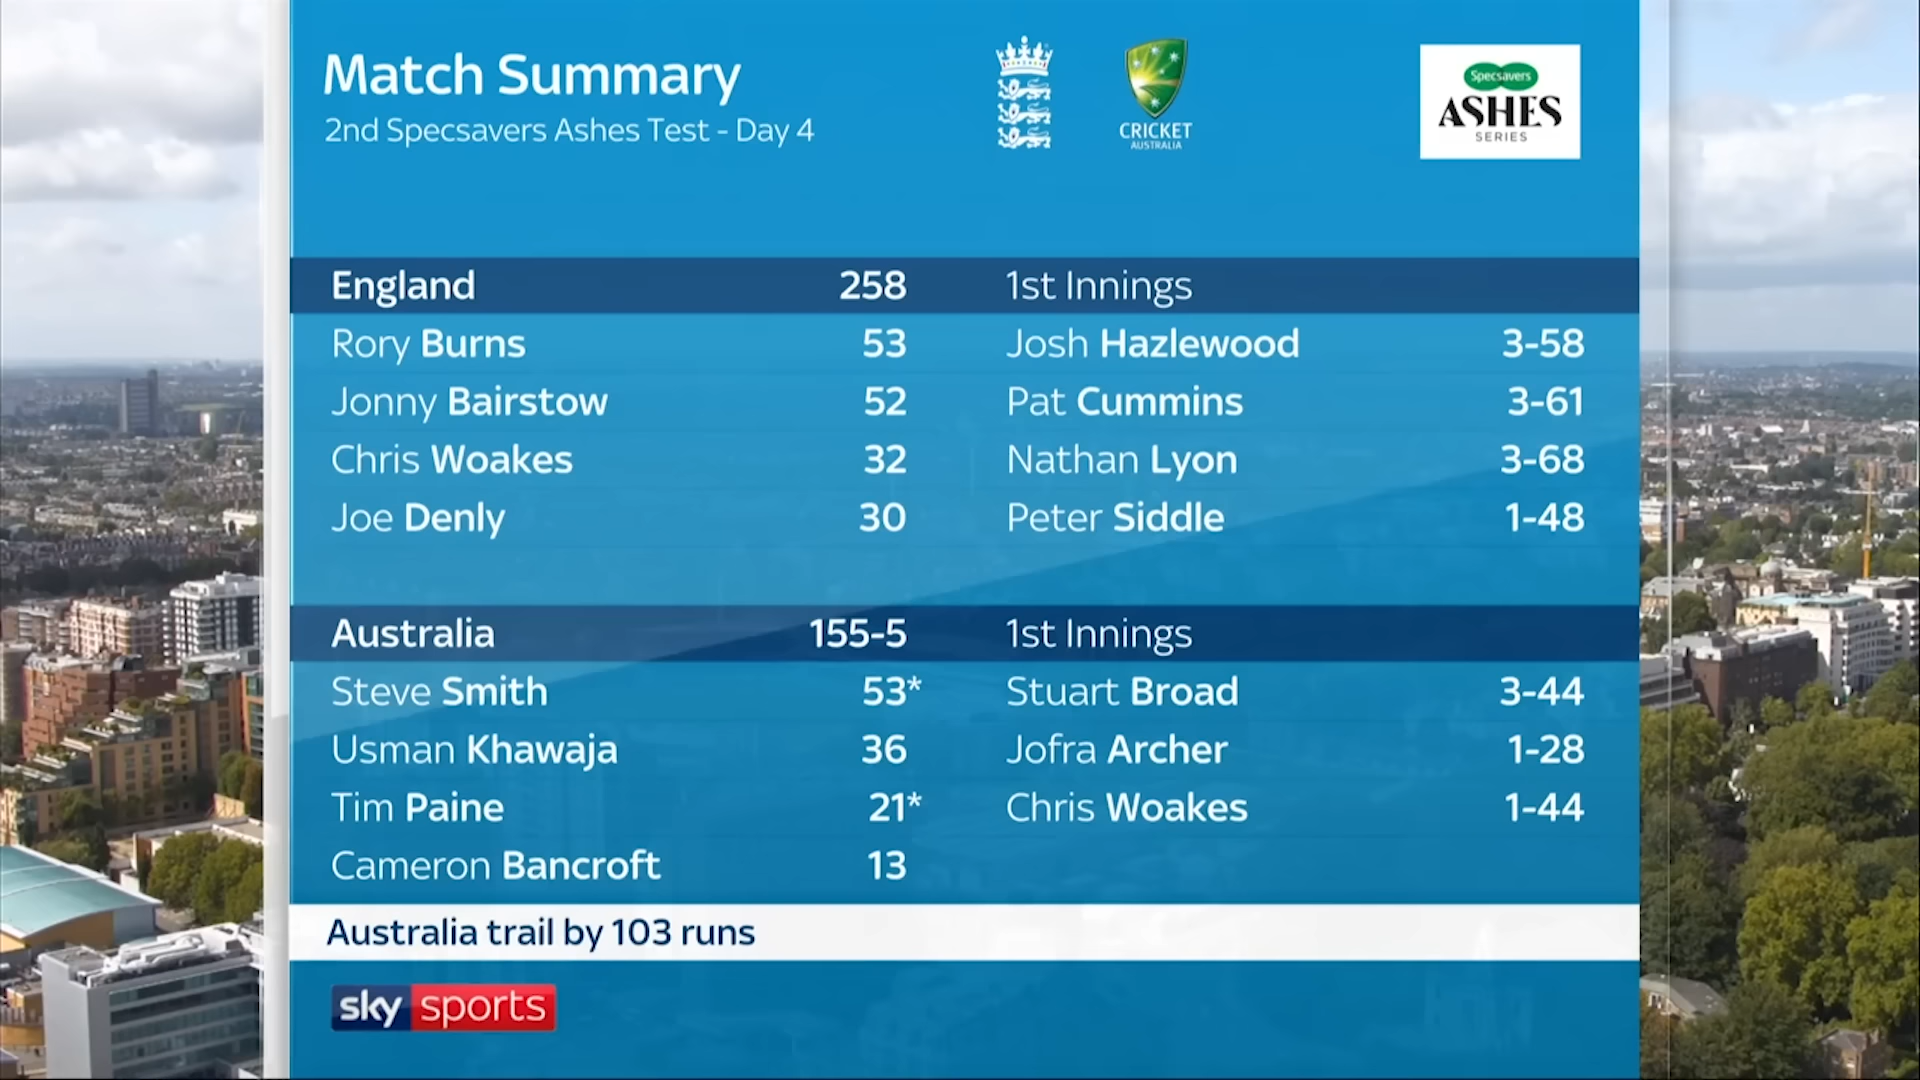 Match Summary
2nd Specsavers Ashes Test - Day 4
CRICKET
AUSTRALIA
Specsavers
ASHES
SERIES
England 258 1st Innings
Rory Burns 53 Josh Hazlewood 3-58
Jonny Bairstow 52 Pat Cummins 3-61
Chris Woakes 32 Nathan Lyon 3-68
Joe Denly 30 Peter Siddle 1-48
Australia 155-5 1st Innings
Steve Smith 53* Stuart Broad 3-44
Usman Khawaja 36 Jofra Archer 1-28
Tim Paine 21* Chris Woakes 1-44
Cameron Bancroft 13
Australia trail by 103 runs
sky sports